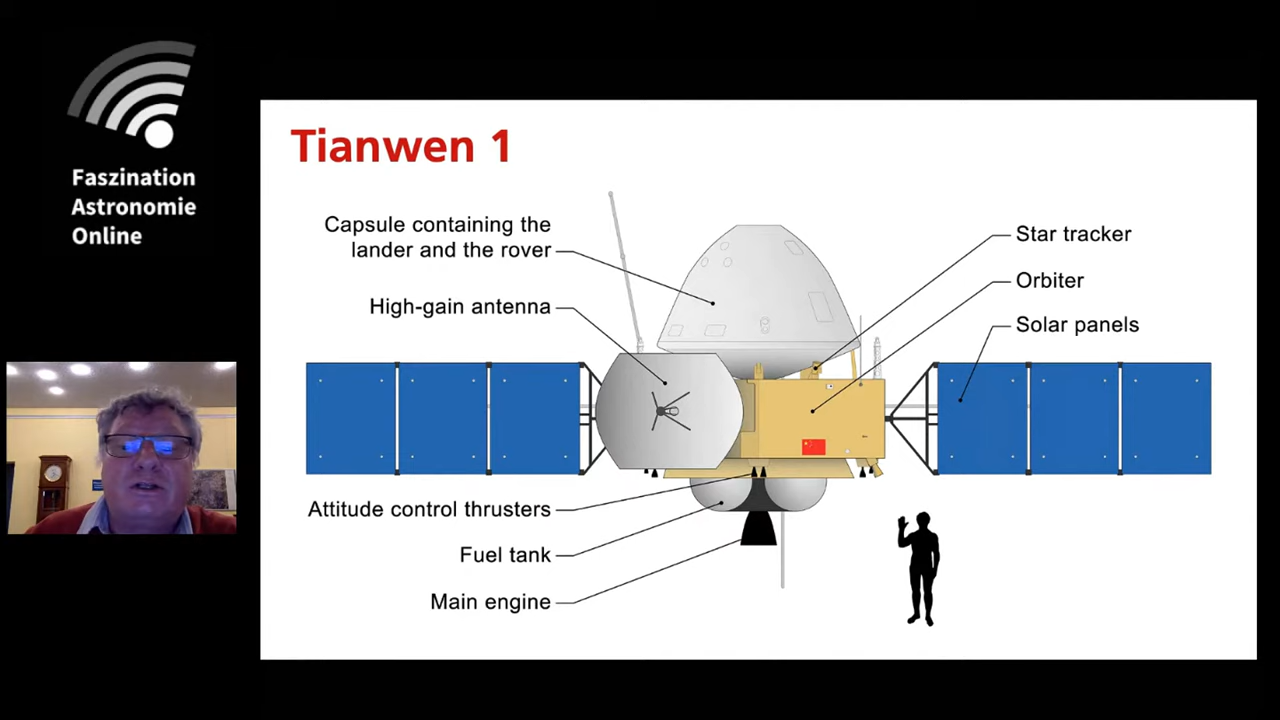 Faszination
Astronomie
Online
Tianwen 1
Capsule containing the
lander and the rover
High-gain antenna
Star tracker
Orbiter
Solar panels
Attitude control thrusters
Fuel tank
Main engine